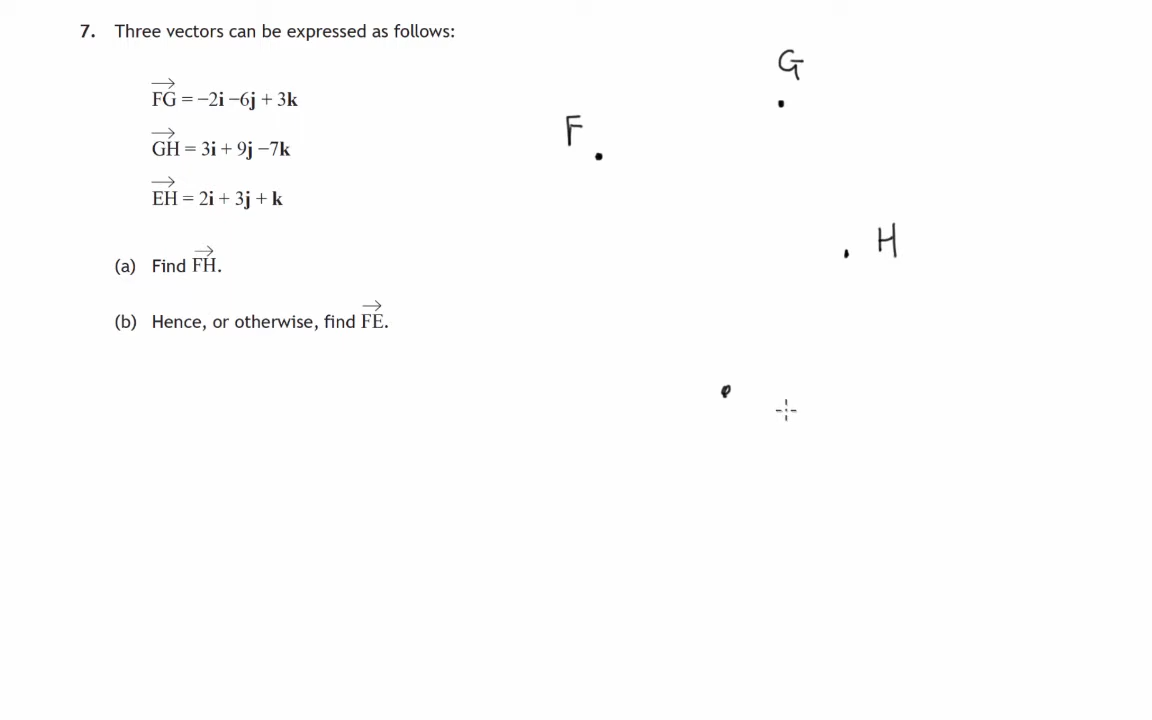 7. Three vectors can be expressed as follows:
FG = −2i −6j + 3k
GH = 3i + 9j −7k
EH = 2i + 3j + k
(a) Find FH.
(b) Hence, or otherwise, find FE.
G
F
H